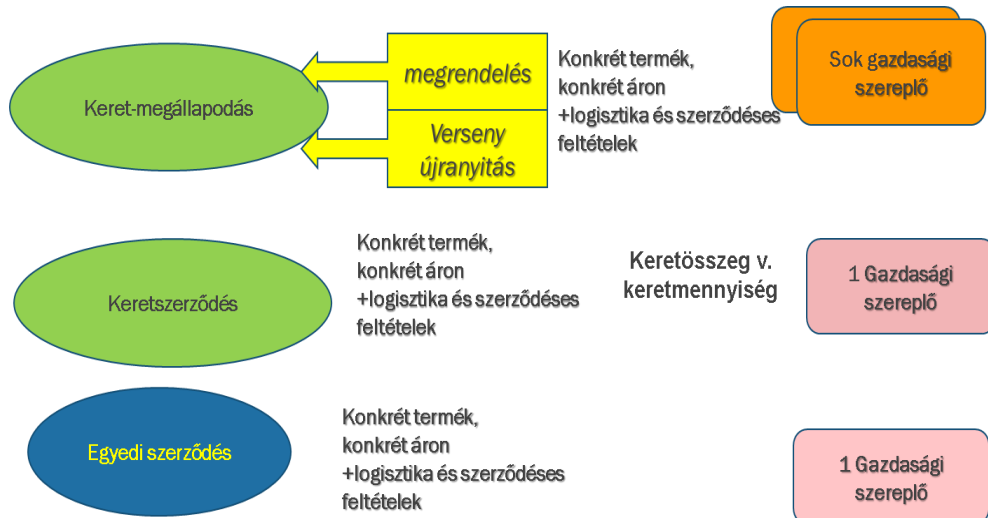 Keret-megállapodás
megrendelés
Verseny
újranyitás
Konkrét termék,
konkrét áron
+logisztika és szerződéses
feltételek
Sok gazdasági
szereplő
Keretszerződés
Konkrét termék,
konkrét áron
+logisztika és szerződéses
feltételek
Keretösszeg v.
keretmennyiség
1 Gazdasági
szereplő
Egyedi szerződés
Konkrét termék,
konkrét áron
+logisztika és szerződéses
feltételek
1 Gazdasági
szereplő